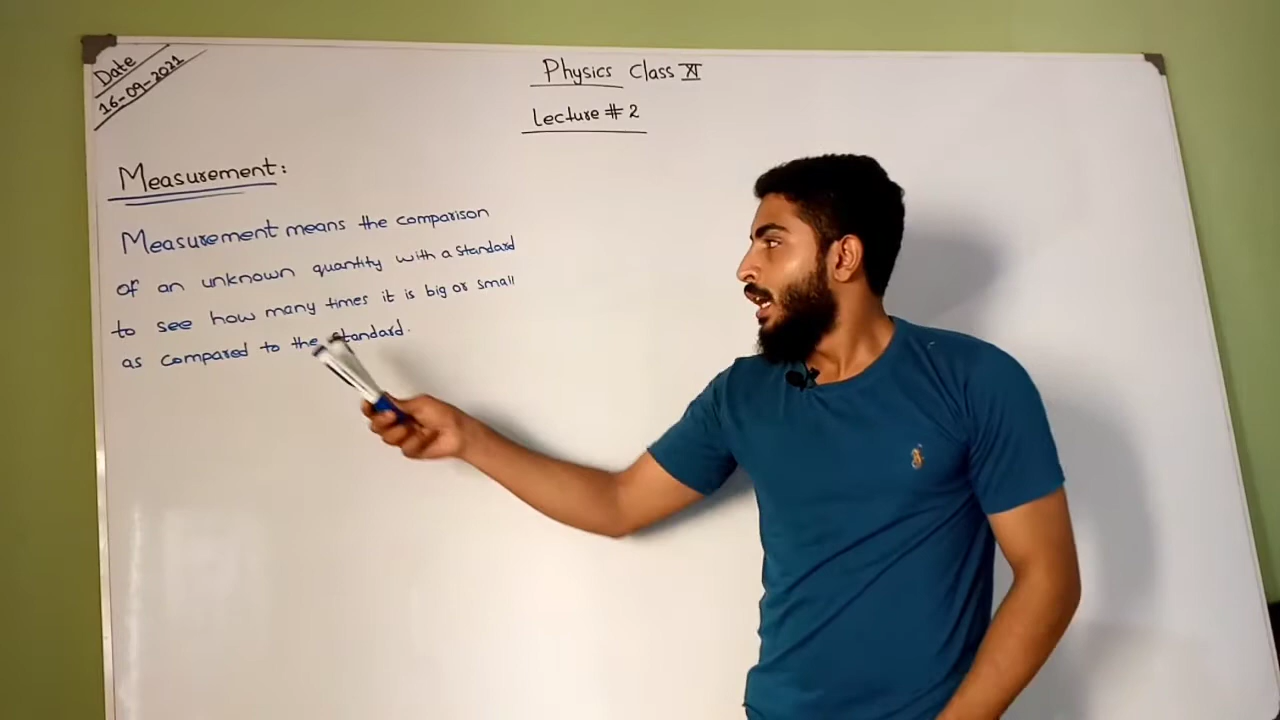 Date
16-09-2021
Physics Class XI
Lecture # 2
Measurement:
Measurement means the comparison
of an unknown quantity with a standard
to see how many times it is big or small
as compared to the standard.